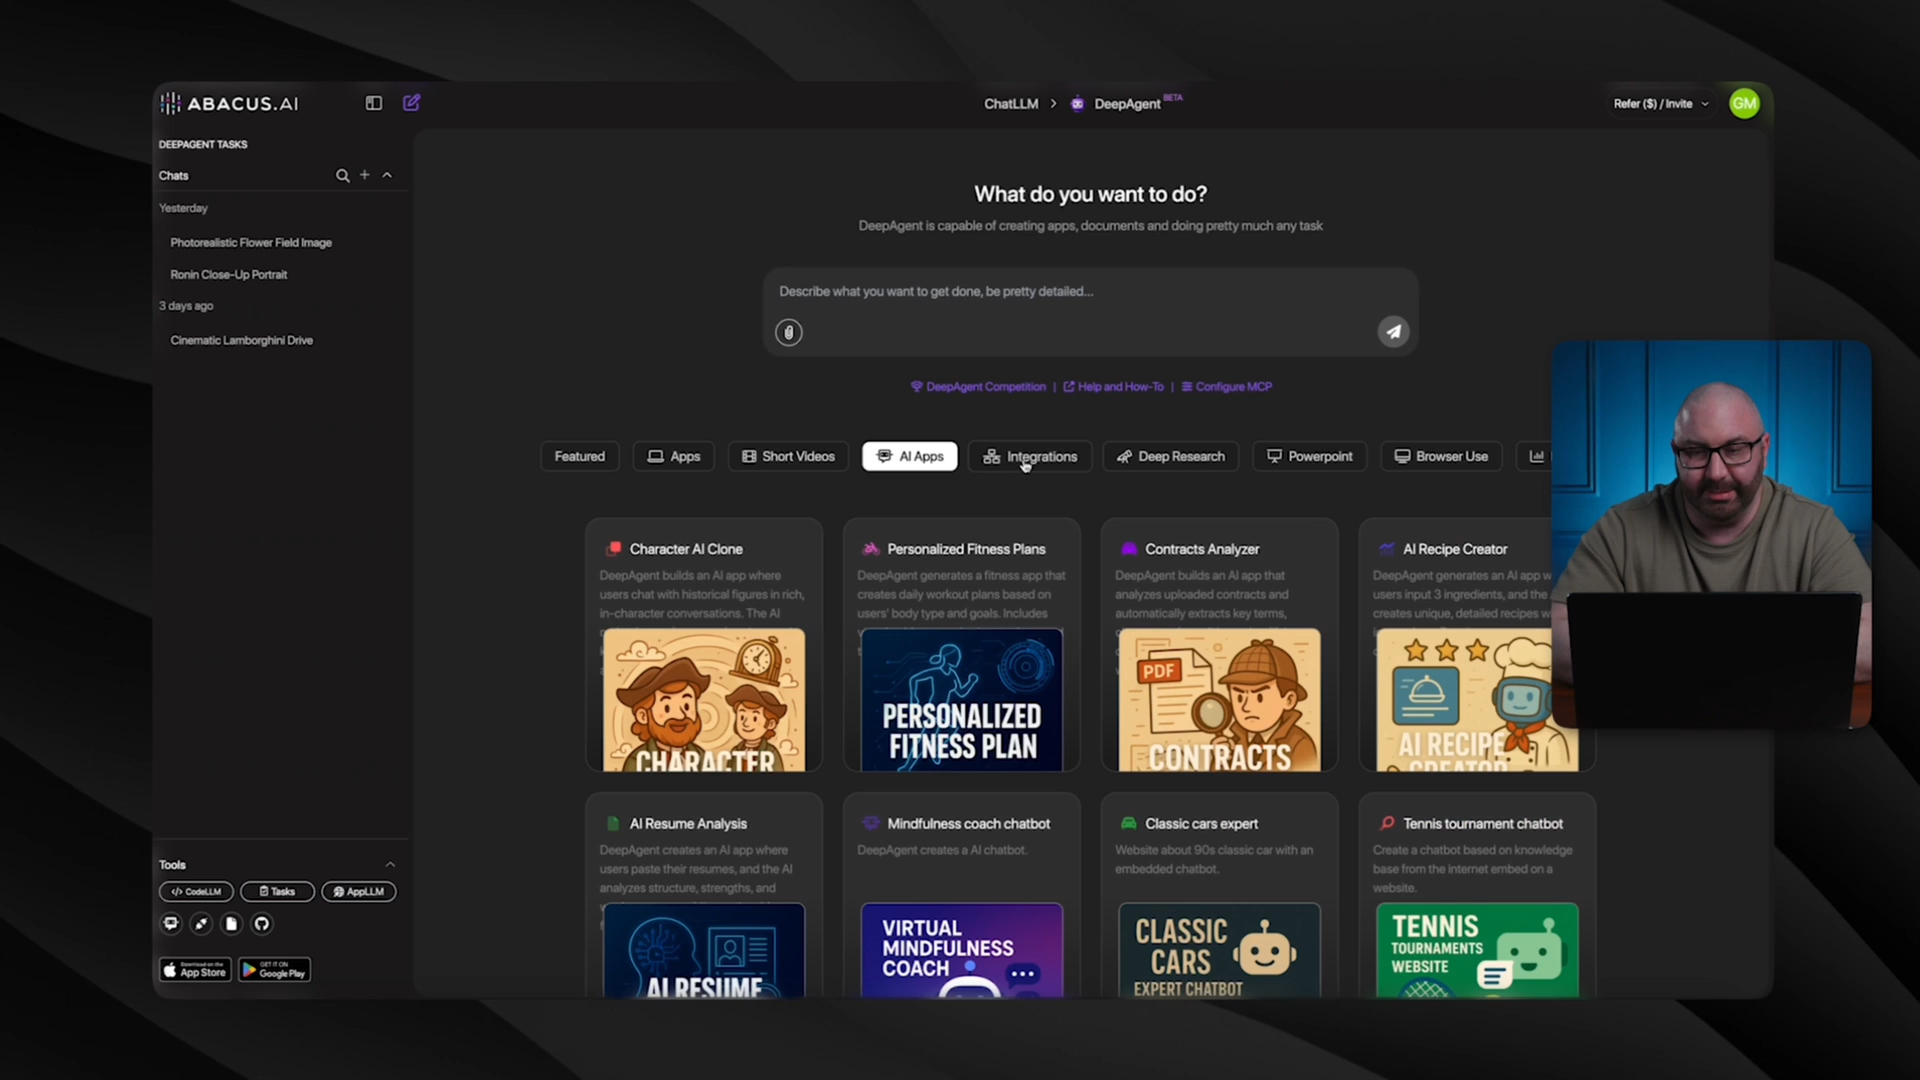 ABACUS.AI
ChatLLM > DeepAgent BETA
Refer ($) / Invite
GM
DEEPAGENT TASKS
Chats
Yesterday
Photorealistic Flower Field Image
Ronin Close-Up Portrait
3 days ago
Cinematic Lamborghini Drive
What do you want to do?
DeepAgent is capable of creating apps, documents and doing pretty much any task
Describe what you want to get done, be pretty detailed...
DeepAgent Competition | Help and How-To | Configure MCP
Featured
Apps
Short Videos
AI Apps
Integrations
Deep Research
Powerpoint
Browser Use
Character AI Clone
DeepAgent builds an AI app where
users chat with historical figures in rich,
in-character conversations. The AI
CHARACTER
Personalized Fitness Plans
DeepAgent generates a fitness app that
creates daily workout plans based on
users' body type and goals. Includes
PERSONALIZED
FITNESS PLAN
Contracts Analyzer
DeepAgent builds an AI app that
analyzes uploaded contracts and
automatically extracts key terms,
PDF
CONTRACTS
AI Recipe Creator
DeepAgent generates an AI app w
users input 3 ingredients, and the
creates unique, detailed recipes w
AI RECIPE
CREATOR
AI Resume Analysis
DeepAgent creates an AI app where
users paste their resumes, and the AI
analyzes structure, strengths, and
AI RESUME
Mindfulness coach chatbot
DeepAgent creates a AI chatbot.
VIRTUAL
MINDFULNESS
COACH
Classic cars expert
Website about 90s classic car with an
embedded chatbot.
CLASSIC
CARS
EXPERT CHATBOT
Tennis tournament chatbot
Create a chatbot based on knowledge
base from the internet embed on a
website.
TENNIS
TOURNAMENTS
WEBSITE
Tools
</> CodeLLM
Tasks
AppLLM
Download on the
App Store
GET IT ON
Google Play